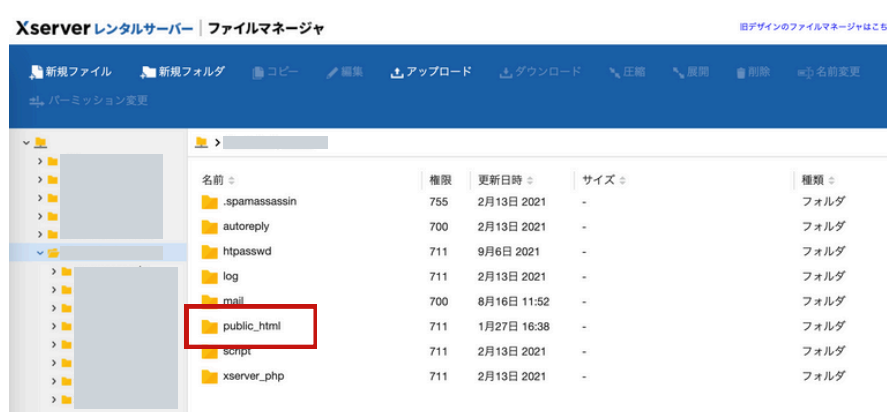 Xserver レンタルサーバー | ファイルマネージャ
旧デザインのファイルマネージャはこち
新規ファイル 新規フォルダ コピー 編集 アップロード ダウンロード 圧縮 展開 削除 名前変更
パーミッション変更
名前 権限 更新日時 サイズ 種類
.spamassassin 755 2月13日 2021 - フォルダ
autoreply 700 2月13日 2021 - フォルダ
htpasswd 711 9月6日 2021 - フォルダ
log 711 2月13日 2021 - フォルダ
mail 700 8月16日 11:52 - フォルダ
public_html 711 1月27日 16:38 - フォルダ
script 711 2月13日 2021 - フォルダ
xserver_php 711 2月13日 2021 - フォルダ